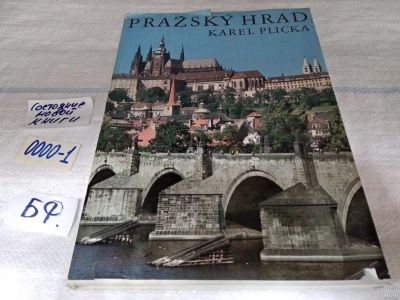 PRAŽSKÝ HRAD
KAREL PLICKA
Состояние
новой
книги
0000-1
БФ.